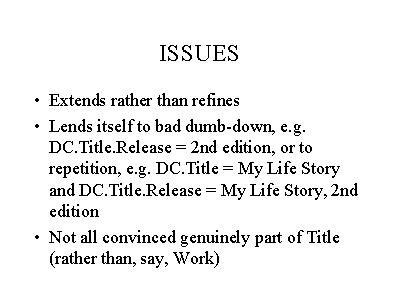 ISSUES
• Extends rather than refines
• Lends itself to bad dumb-down, e.g.
DC.Title.Release = 2nd edition, or to
repetition, e.g. DC.Title = My Life Story
and DC.Title.Release = My Life Story, 2nd
edition
• Not all convinced genuinely part of Title
(rather than, say, Work)